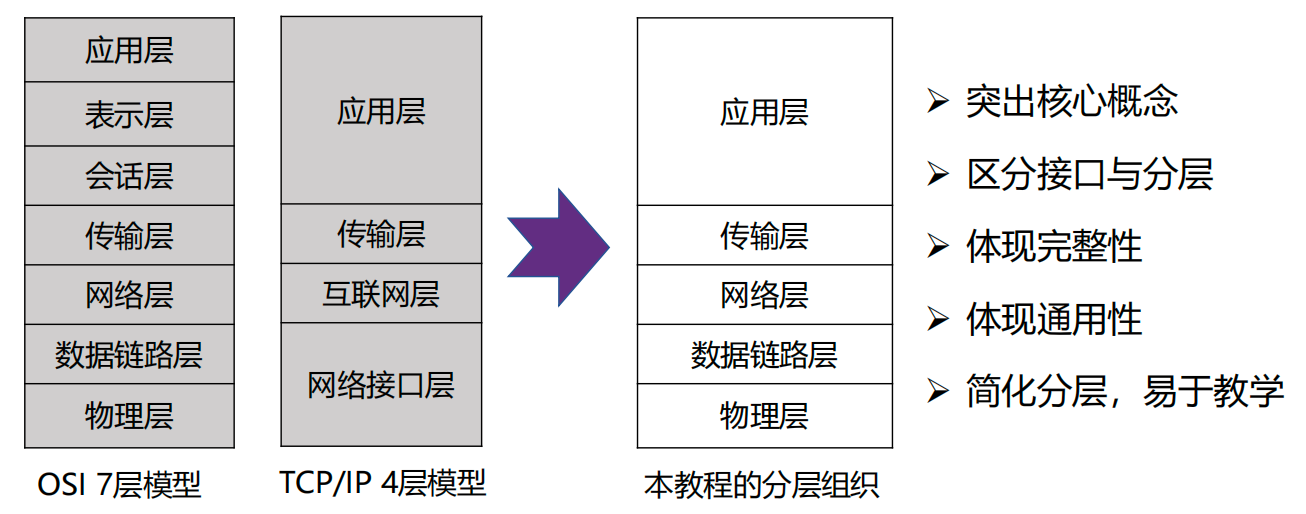 应用层
表示层
会话层
传输层
网络层
数据链路层
物理层
OSI 7层模型
应用层
传输层
互联网层
网络接口层
TCP/IP 4层模型
应用层
传输层
网络层
数据链路层
物理层
本教程的分层组织
突出核心概念
区分接口与分层
体现完整性
体现通用性
简化分层，易于教学